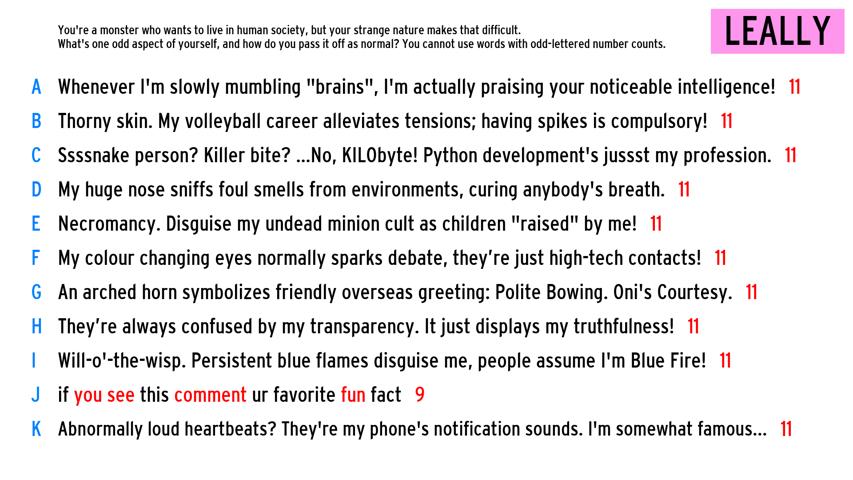 You're a monster who wants to live in human society, but your strange nature makes that difficult.
What's one odd aspect of yourself, and how do you pass it off as normal? You cannot use words with odd-lettered number counts.
LEALLY
A Whenever I'm slowly mumbling "brains", I'm actually praising your noticeable intelligence! 11
B Thorny skin. My volleyball career alleviates tensions; having spikes is compulsory! 11
C Ssssnake person? Killer bite? ...No, KILObyte! Python development's jussst my profession. 11
D My huge nose sniffs foul smells from environments, curing anybody's breath. 11
E Necromancy. Disguise my undead minion cult as children "raised" by me! 11
F My colour changing eyes normally sparks debate, they’re just high-tech contacts! 11
G An arched horn symbolizes friendly overseas greeting: Polite Bowing. Oni's Courtesy. 11
H They’re always confused by my transparency. It just displays my truthfulness! 11
I Will-o'-the-wisp. Persistent blue flames disguise me, people assume I'm Blue Fire! 11
J if you see this comment ur favorite fun fact 9
K Abnormally loud heartbeats? They're my phone's notification sounds. I'm somewhat famous... 11